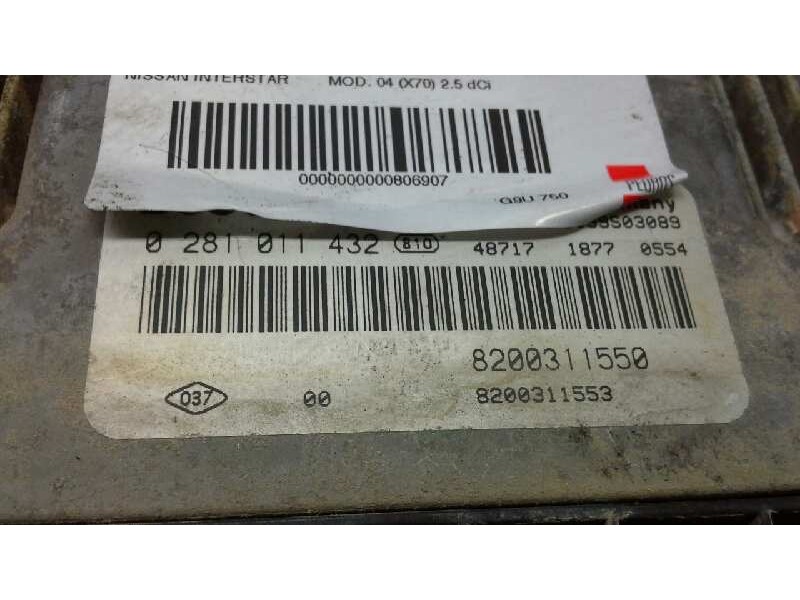 NISSAN INTERSTAR MOD. 04 (X70) 2.5 dCi
0000000000806907
G9U 750
0 281 011 432 810 48717 1877 0554
8200311550
037 00 8200311553